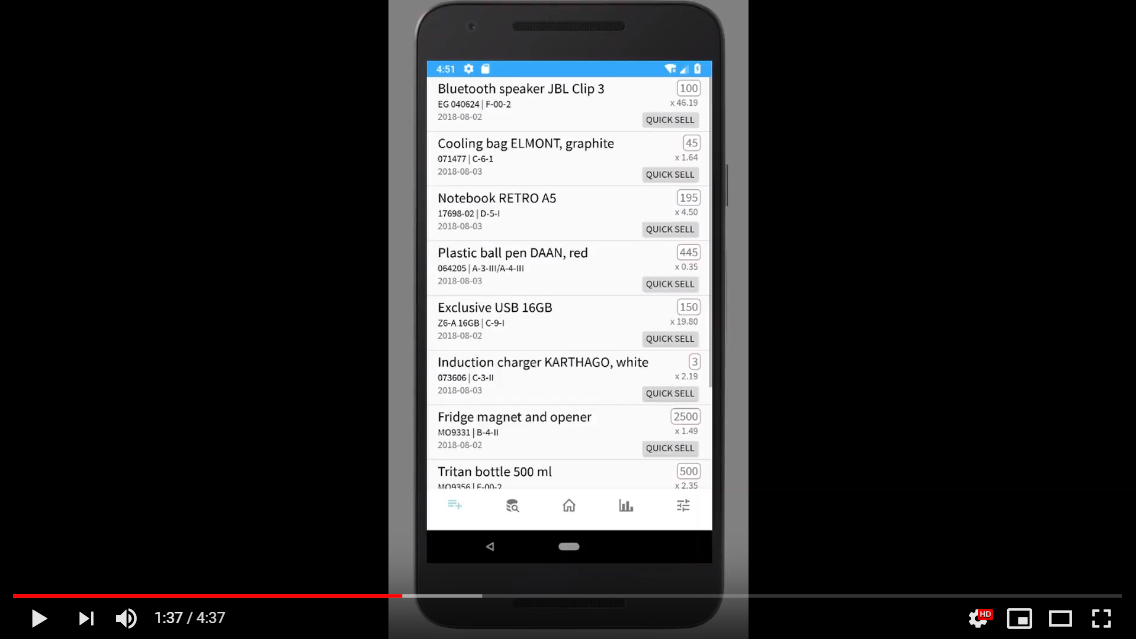 4:51
Bluetooth speaker JBL Clip 3
100
EG 040624 | F-00-2
x 46.19
2018-08-02
QUICK SELL
Cooling bag ELMONT, graphite
45
071477 | C-6-1
x 1.64
2018-08-03
QUICK SELL
Notebook RETRO A5
195
17698-02 | D-5-I
x 4.50
2018-08-03
QUICK SELL
Plastic ball pen DAAN, red
445
064205 | A-3-III/A-4-III
x 0.35
2018-08-03
QUICK SELL
Exclusive USB 16GB
150
Z6-A 16GB | C-9-I
x 19.80
2018-08-02
QUICK SELL
Induction charger KARTHAGO, white
3
073606 | C-3-II
x 2.19
2018-08-03
QUICK SELL
Fridge magnet and opener
2500
MO9331 | B-4-II
x 1.49
2018-08-02
QUICK SELL
Tritan bottle 500 ml
500
MO9356 | F-00-2
x 2.35
1:37 / 4:37
HD